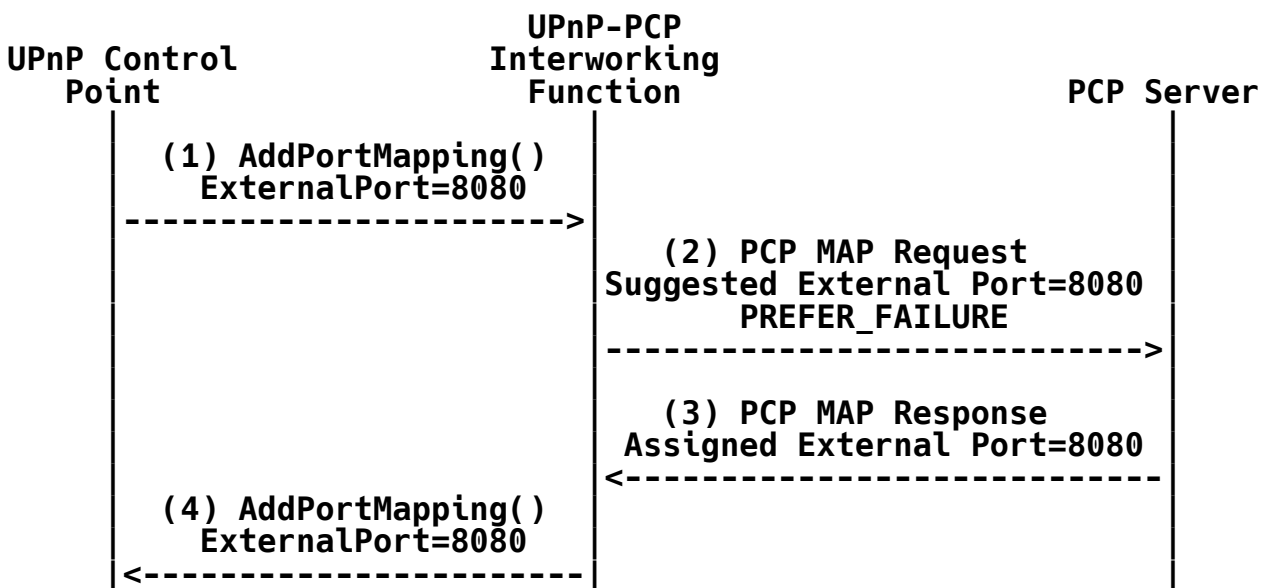 UPnP-PCP
UPnP Control Interworking
Point Function PCP Server
(1) AddPortMapping()
ExternalPort=8080
(2) PCP MAP Request
Suggested External Port=8080
PREFER_FAILURE
(3) PCP MAP Response
Assigned External Port=8080
(4) AddPortMapping()
ExternalPort=8080